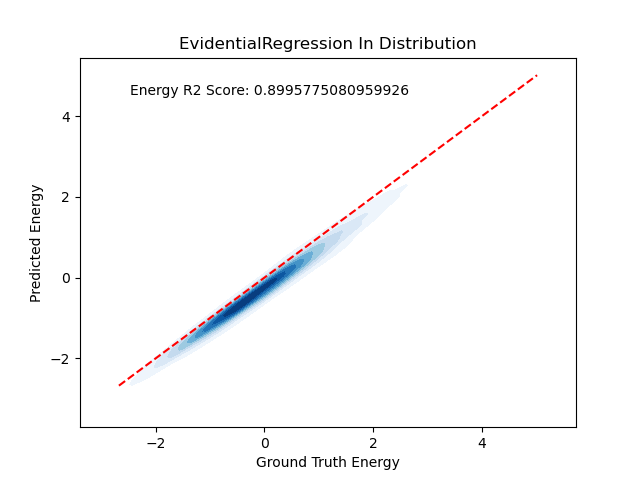 EvidentialRegression In Distribution
Energy R2 Score: 0.8995775080959926
4
2
0
−2
Predicted Energy
−2 0 2 4
Ground Truth Energy